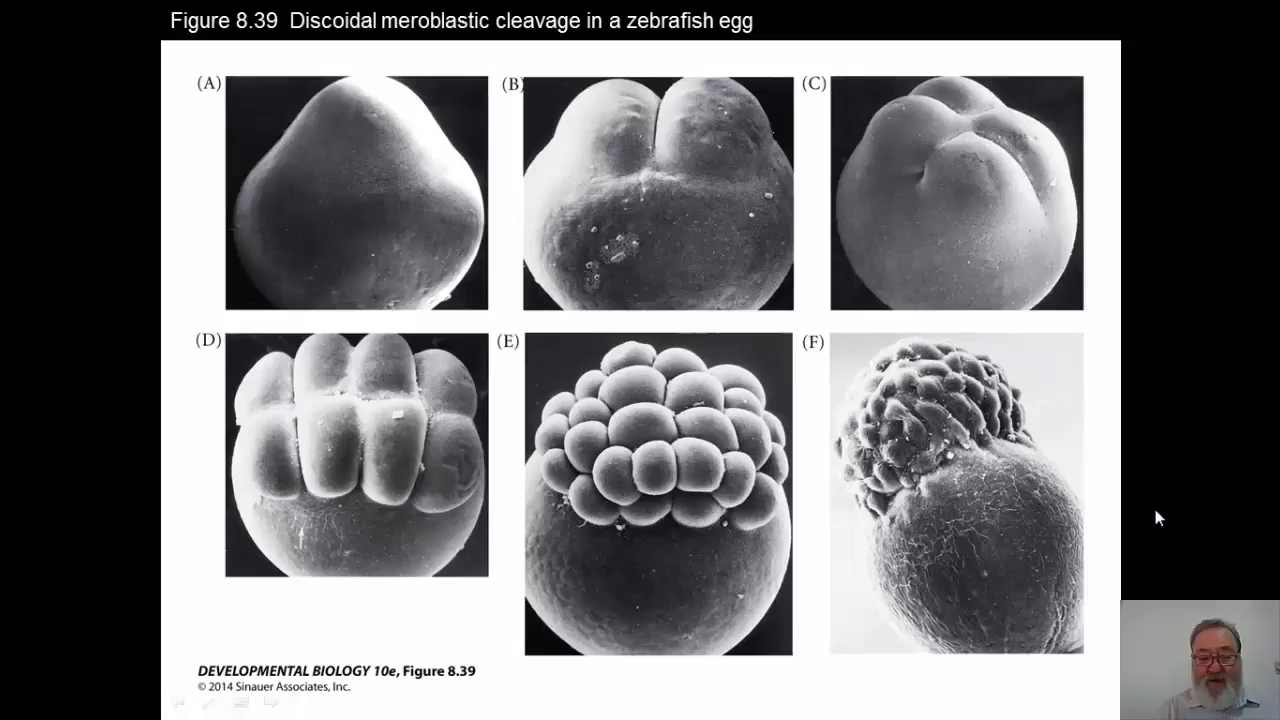 Figure 8.39 Discoidal meroblastic cleavage in a zebrafish egg
(A)
(B)
(C)
(D)
(E)
(F)
DEVELOPMENTAL BIOLOGY 10e, Figure 8.39
© 2014 Sinauer Associates, Inc.